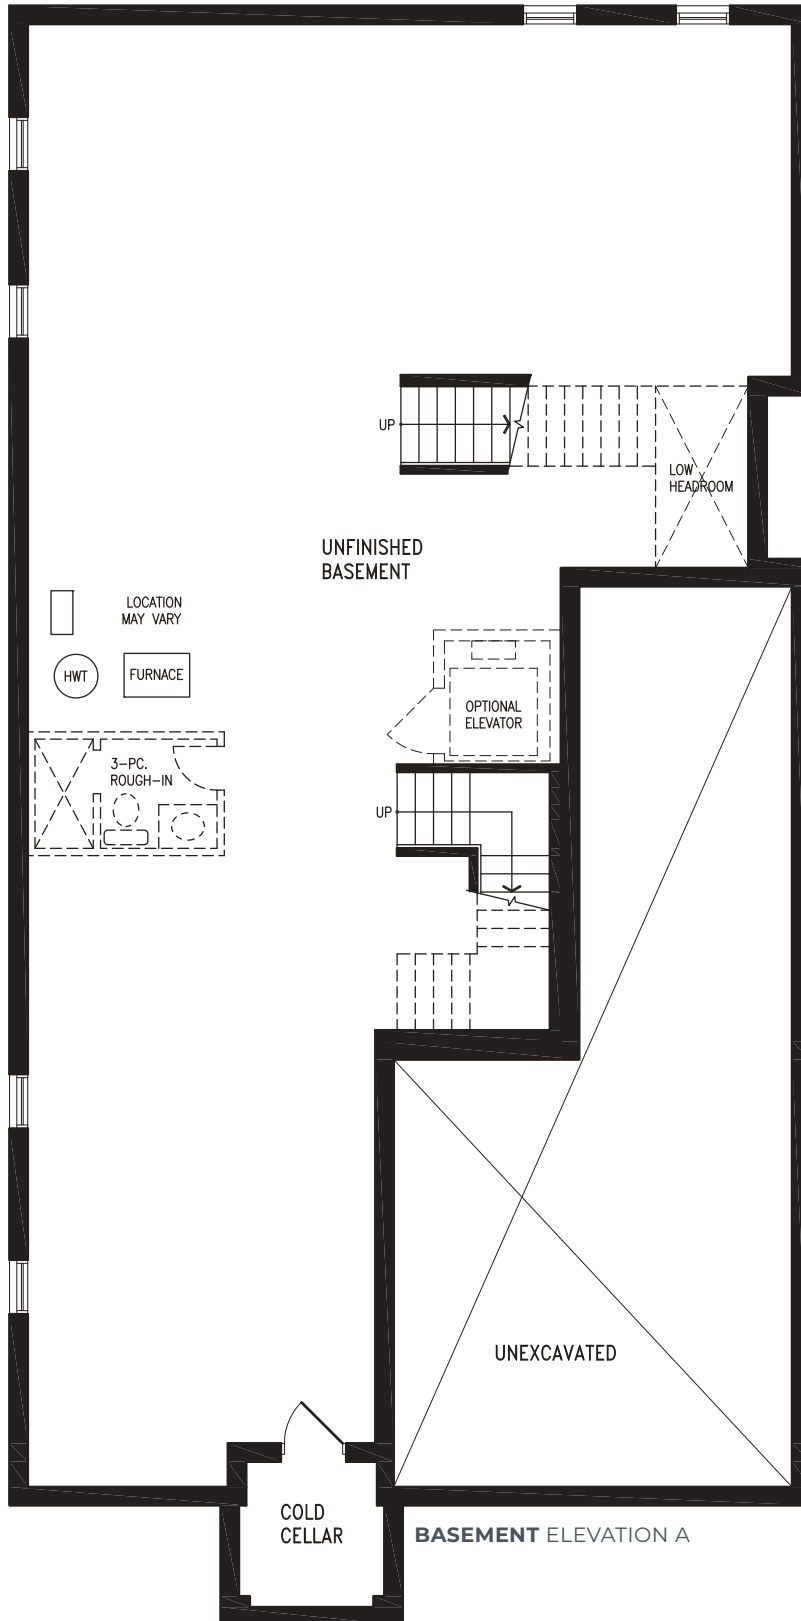 UP
LOW
HEADROOM
UNFINISHED
BASEMENT
LOCATION
MAY VARY
HWT
FURNACE
OPTIONAL
ELEVATOR
3-PC.
ROUGH-IN
UP
UNEXCAVATED
COLD
CELLAR
BASEMENT ELEVATION A